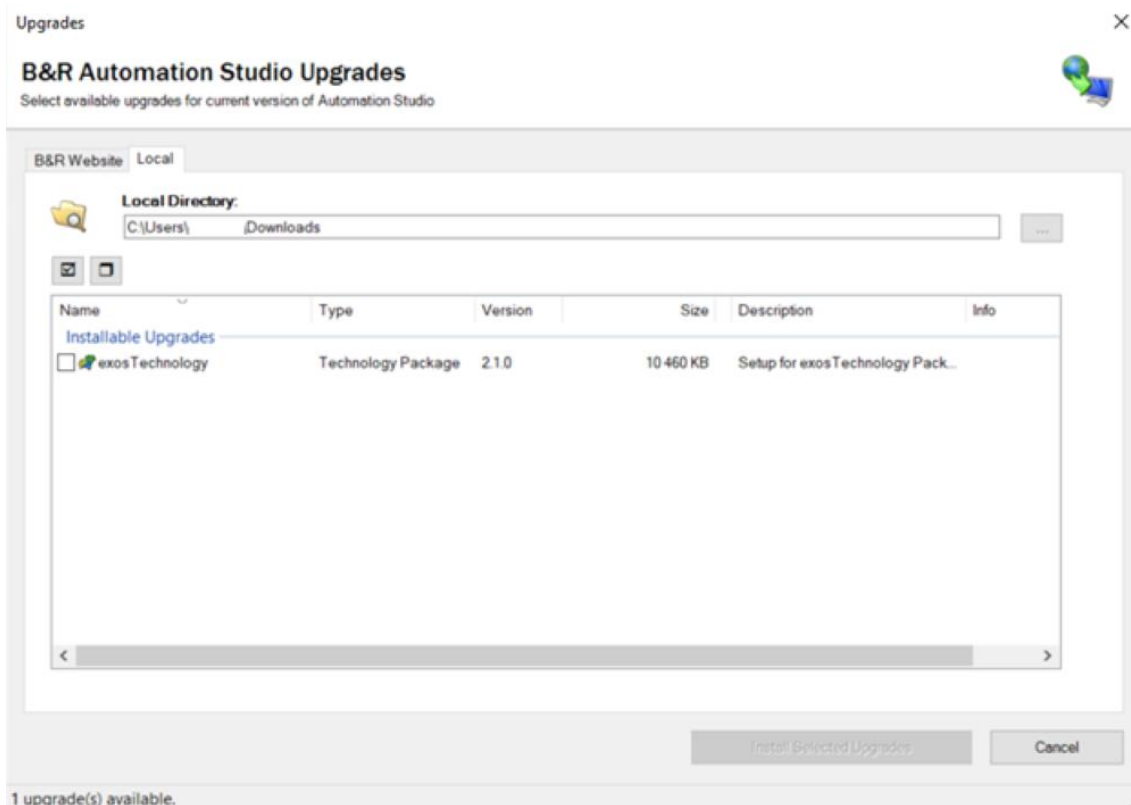 Upgrades
B&R Automation Studio Upgrades
Select available upgrades for current version of Automation Studio
B&R Website Local
Local Directory:
C:\Users\ /Downloads
...
Name Type Version Size Description Info
Installable Upgrades
exosTechnology Technology Package 2.1.0 10 460 KB Setup for exosTechnology Pack...
Install Selected Upgrades Cancel
1 upgrade(s) available.